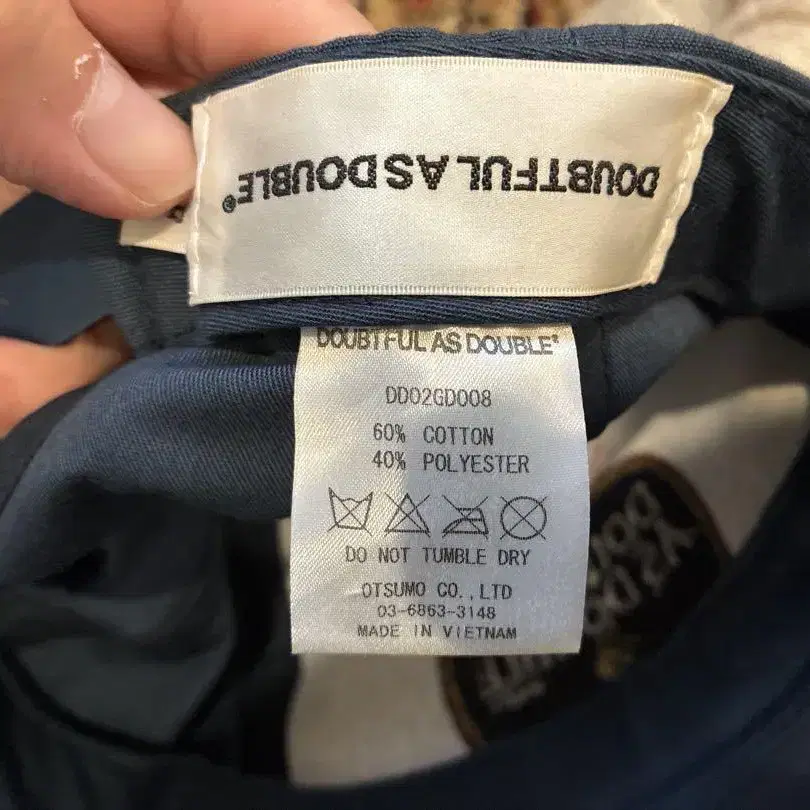 DOUBTFUL AS DOUBLE®
DOUBTFUL AS DOUBLE®
DD02GD008
60% COTTON
40% POLYESTER
DO NOT TUMBLE DRY
OTSUMO CO.,LTD
03-6863-3148
MADE IN VIETNAM